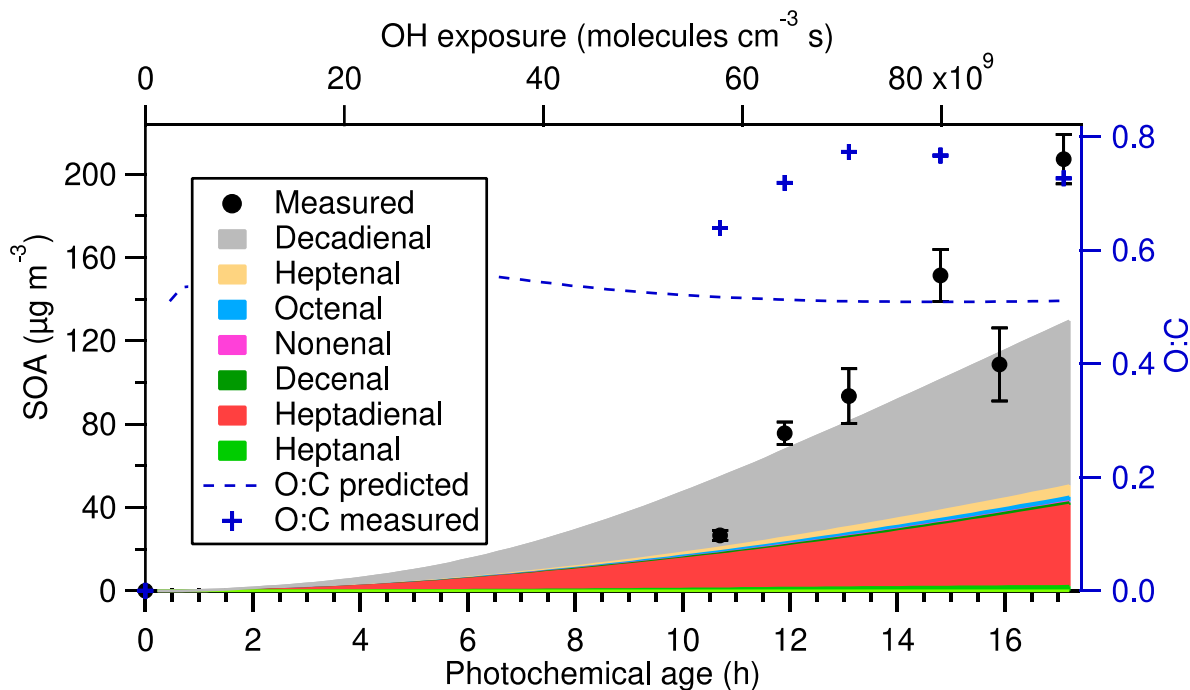 OH exposure (molecules cm⁻³ s)
0 20 40 60 80 x10⁹
SOA (µg m⁻³)
200
160
120
80
40
0
Measured
Decadienal
Heptenal
Octenal
Nonenal
Decenal
Heptadienal
Heptanal
O:C predicted
O:C measured
0.8
0.6
0.4
0.2
0.0
O:C
0 2 4 6 8 10 12 14 16
Photochemical age (h)